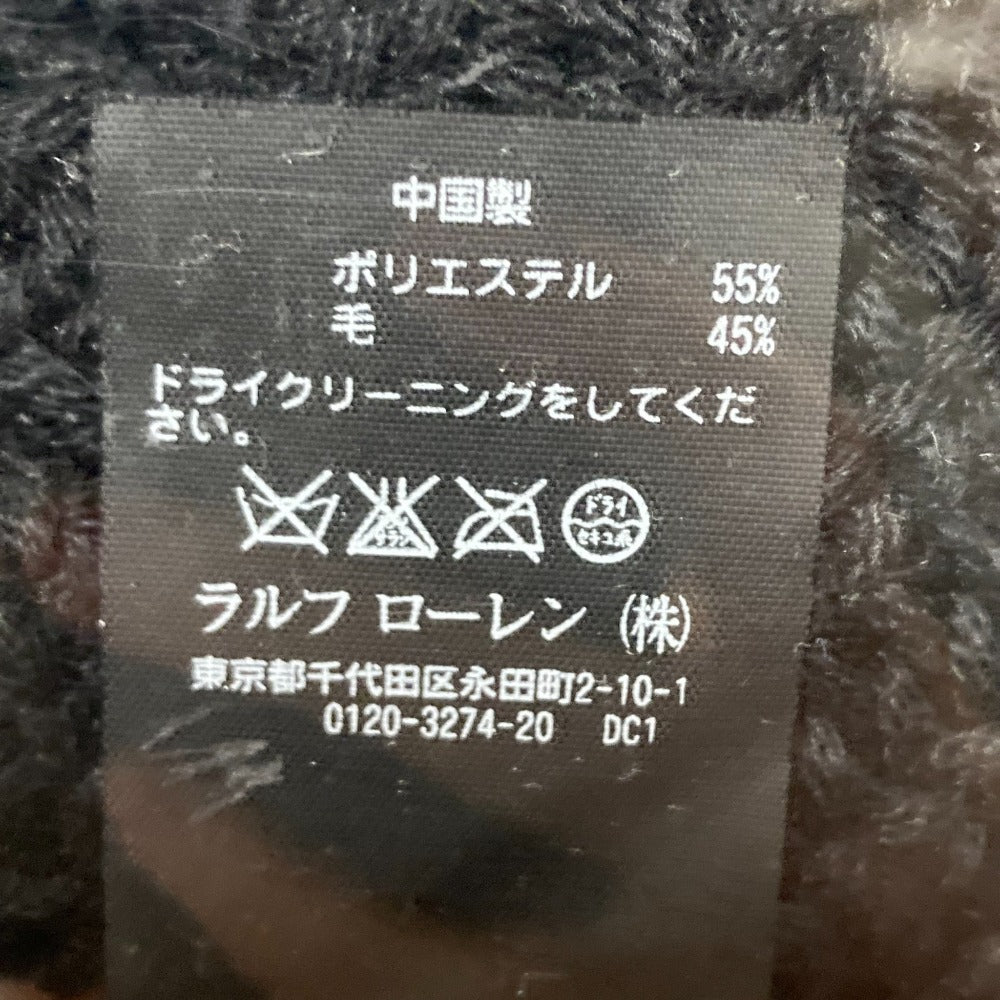 中国製
ポリエステル 55%
毛 45%
ドライクリーニングをしてくだ
さい。
ドライ
セキユ系
ラルフ ローレン (株)
東京都千代田区永田町2-10-1
0120-3274-20 DC1